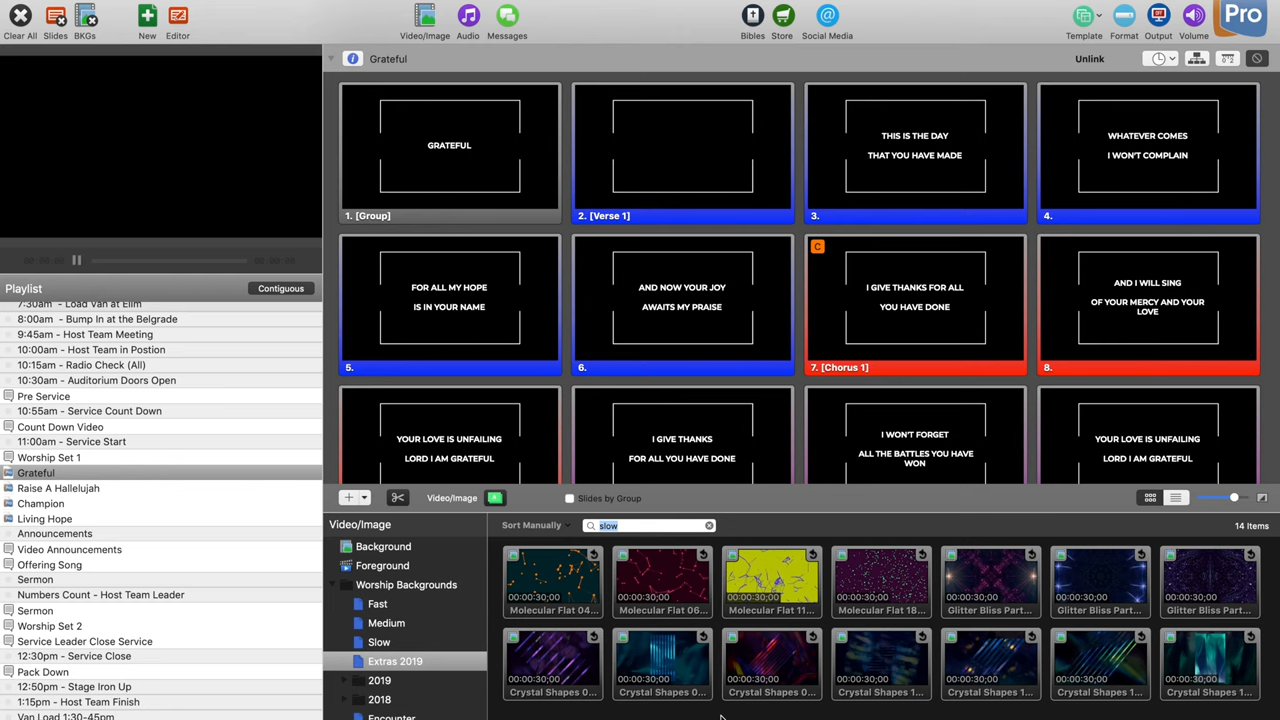 Clear All
Slides
BKGs
New
Editor
Video/Image
Audio
Messages
Bibles
Store
Social Media
Template
Format
Output
Volume
Pro
Grateful
Unlink
GRATEFUL
1. [Group]
2. [Verse 1]
THIS IS THE DAY
THAT YOU HAVE MADE
3.
WHATEVER COMES
I WON'T COMPLAIN
4.
FOR ALL MY HOPE
IS IN YOUR NAME
5.
AND NOW YOUR JOY
AWAITS MY PRAISE
6.
C
I GIVE THANKS FOR ALL
YOU HAVE DONE
7. [Chorus 1]
AND I WILL SING
OF YOUR MERCY AND YOUR
LOVE
8.
YOUR LOVE IS UNFAILING
LORD I AM GRATEFUL
I GIVE THANKS
FOR ALL YOU HAVE DONE
I WON'T FORGET
ALL THE BATTLES YOU HAVE
WON
YOUR LOVE IS UNFAILING
LORD I AM GRATEFUL
Playlist
Contiguous
7:30am - Load Van at Elim
8:00am - Bump In at the Belgrade
9:45am - Host Team Meeting
10:00am - Host Team in Postion
10:15am - Radio Check (All)
10:30am - Auditorium Doors Open
Pre Service
10:55am - Service Count Down
Count Down Video
11:00am - Service Start
Worship Set 1
Grateful
Raise A Hallelujah
Champion
Living Hope
Announcements
Video Announcements
Offering Song
Sermon
Numbers Count - Host Team Leader
Sermon
Worship Set 2
Service Leader Close Service
12:30pm - Service Close
Pack Down
12:50pm - Stage Iron Up
1:15pm - Host Team Finish
Van Load 1:30-45pm
Video/Image
Slides by Group
Video/Image
Background
Foreground
Worship Backgrounds
Fast
Medium
Slow
Extras 2019
2019
2018
Encounter
Sort Manually
slow
14 Items
00:00:30;00
Molecular Flat 04...
00:00:30;00
Molecular Flat 06...
00:00:30;00
Molecular Flat 11...
00:00:30;00
Molecular Flat 18...
00:00:30;00
Glitter Bliss Part...
00:00:30;00
Glitter Bliss Part...
00:00:30;00
Glitter Bliss Part...
00:00:30;00
Crystal Shapes 0...
00:00:30;00
Crystal Shapes 0...
00:00:30;00
Crystal Shapes 0...
00:00:30;00
Crystal Shapes 1...
00:00:30;00
Crystal Shapes 1...
00:00:30;00
Crystal Shapes 1...
00:00:30;00
Crystal Shapes 1...